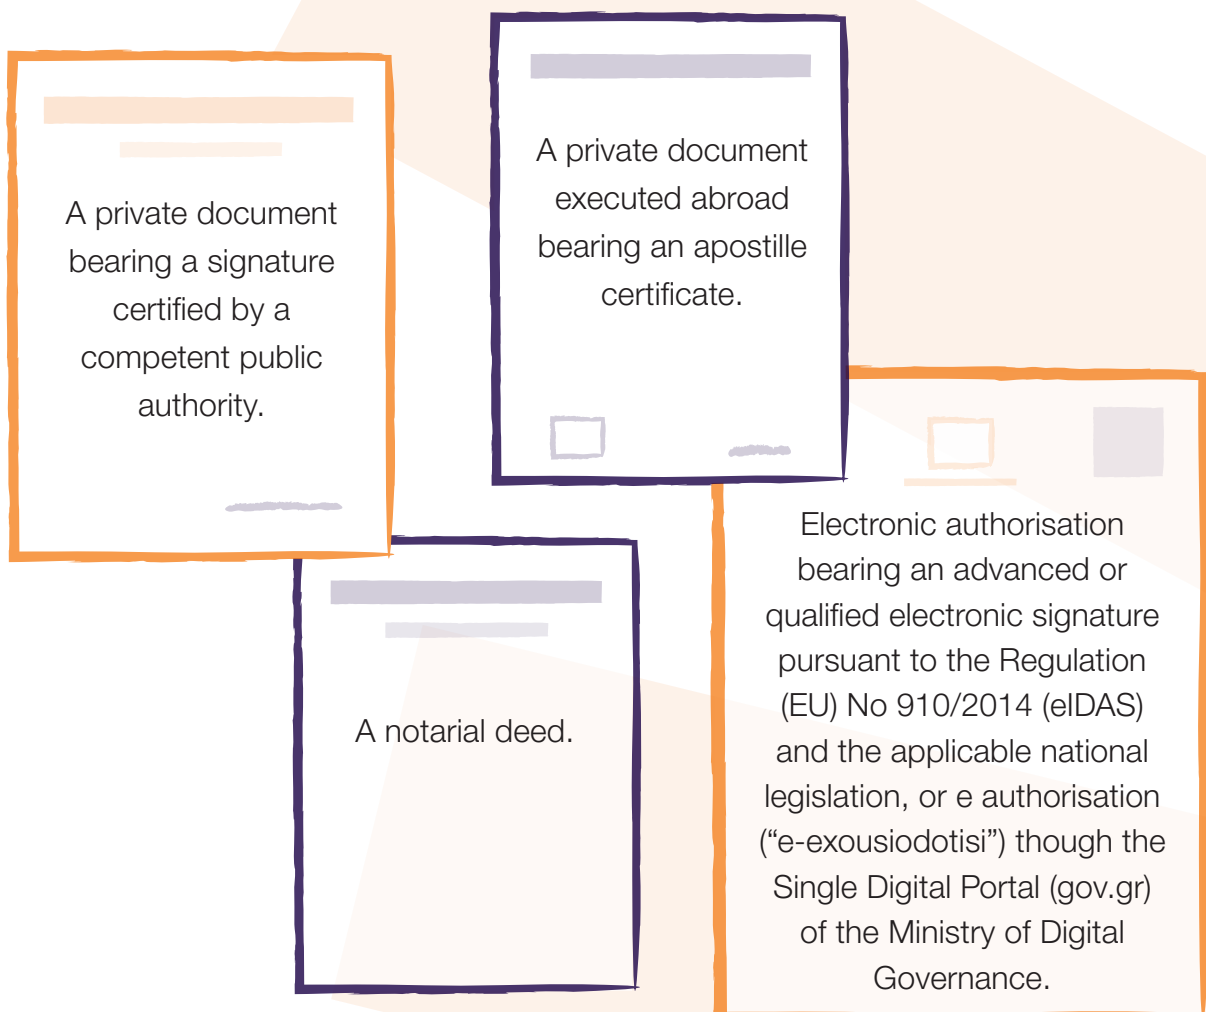 A private document
bearing a signature
certified by a
competent public
authority.
A private document
executed abroad
bearing an apostille
certificate.
A notarial deed.
Electronic authorisation
bearing an advanced or
qualified electronic signature
pursuant to the Regulation
(EU) No 910/2014 (eIDAS)
and the applicable national
legislation, or e authorisation
(“e-exousiodotisi”) though the
Single Digital Portal (gov.gr)
of the Ministry of Digital
Governance.